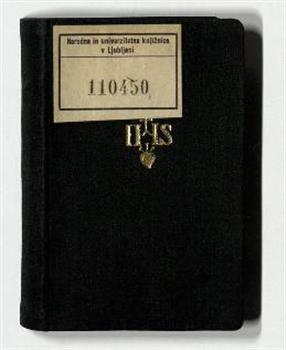 Narodna in univerzitetna knjižnica
v Ljubljani
110450
IHS